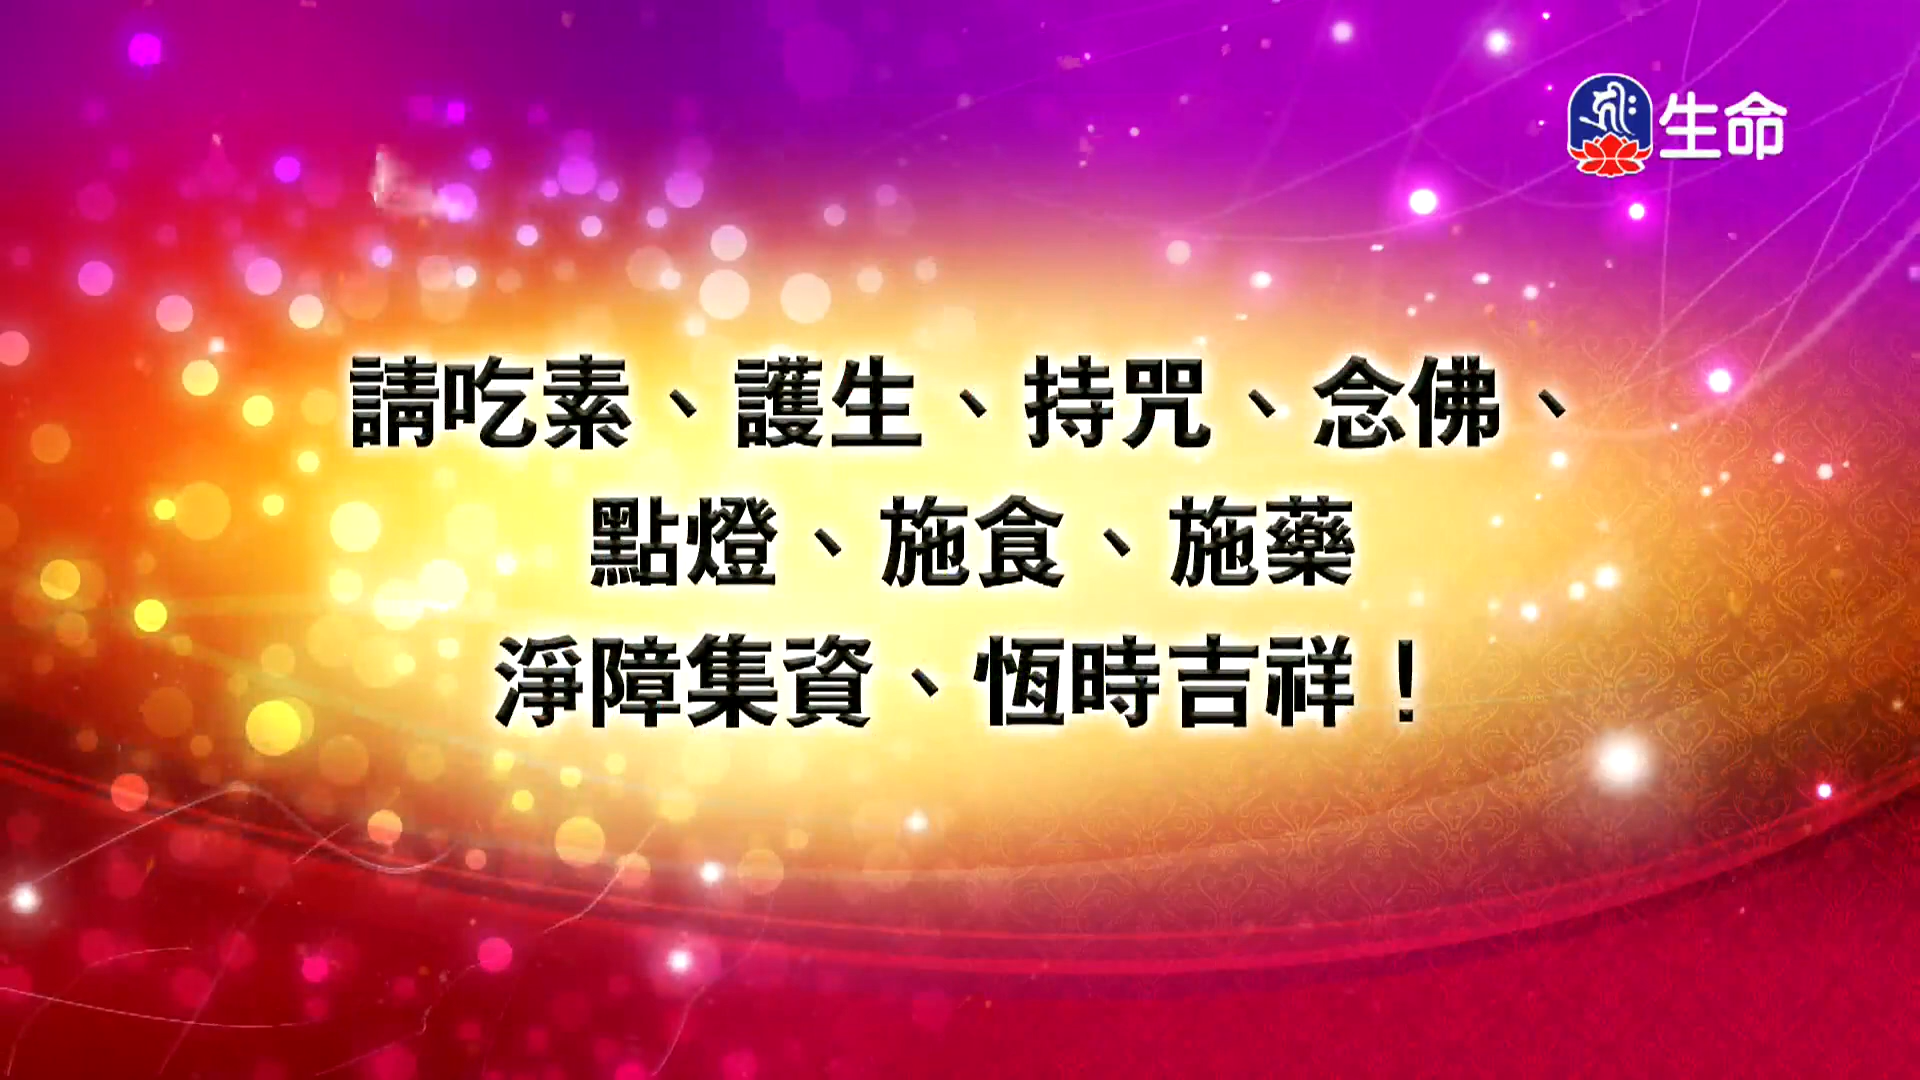 生命
請吃素、護生、持咒、念佛、
點燈、施食、施藥
淨障集資、恆時吉祥！